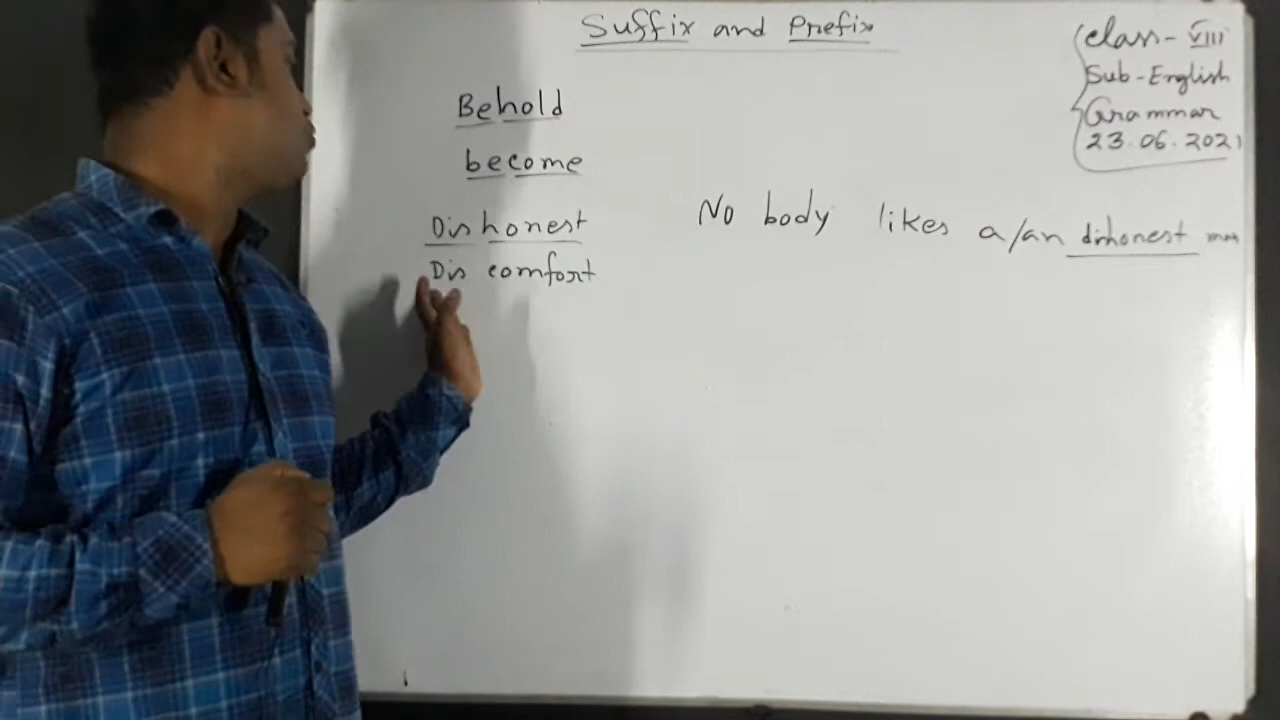 Suffix and Prefix
Class - VIII
Sub - English
Grammar
23.06.2021
Behold
become
Dishonest
Dis comfort
No body likes a/an dishonest man